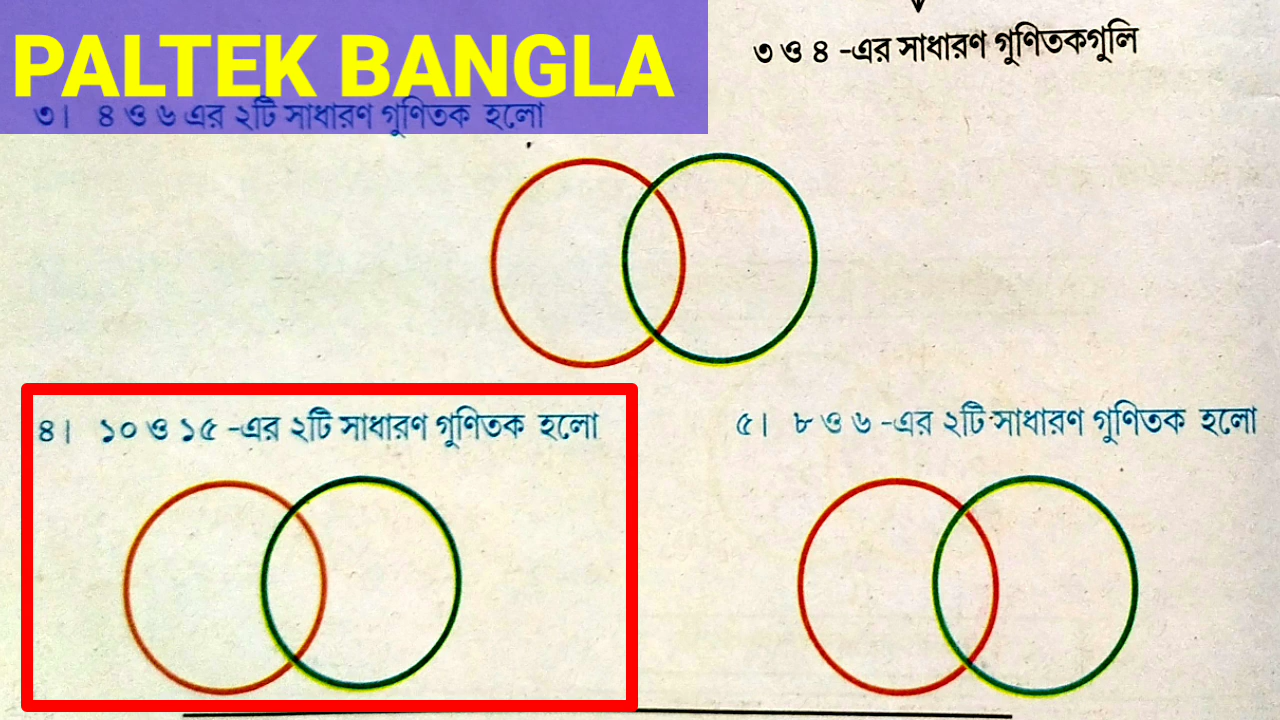 PALTEK BANGLA
৩ ও ৪ -এর সাধারণ গুণিতকগুলি
৩। ৪ ও ৬ এর ২টি সাধারণ গুণিতক হলো
৪। ১০ ও ১৫ -এর ২টি সাধারণ গুণিতক হলো
৫। ৮ ও ৬ -এর ২টি সাধারণ গুণিতক হলো